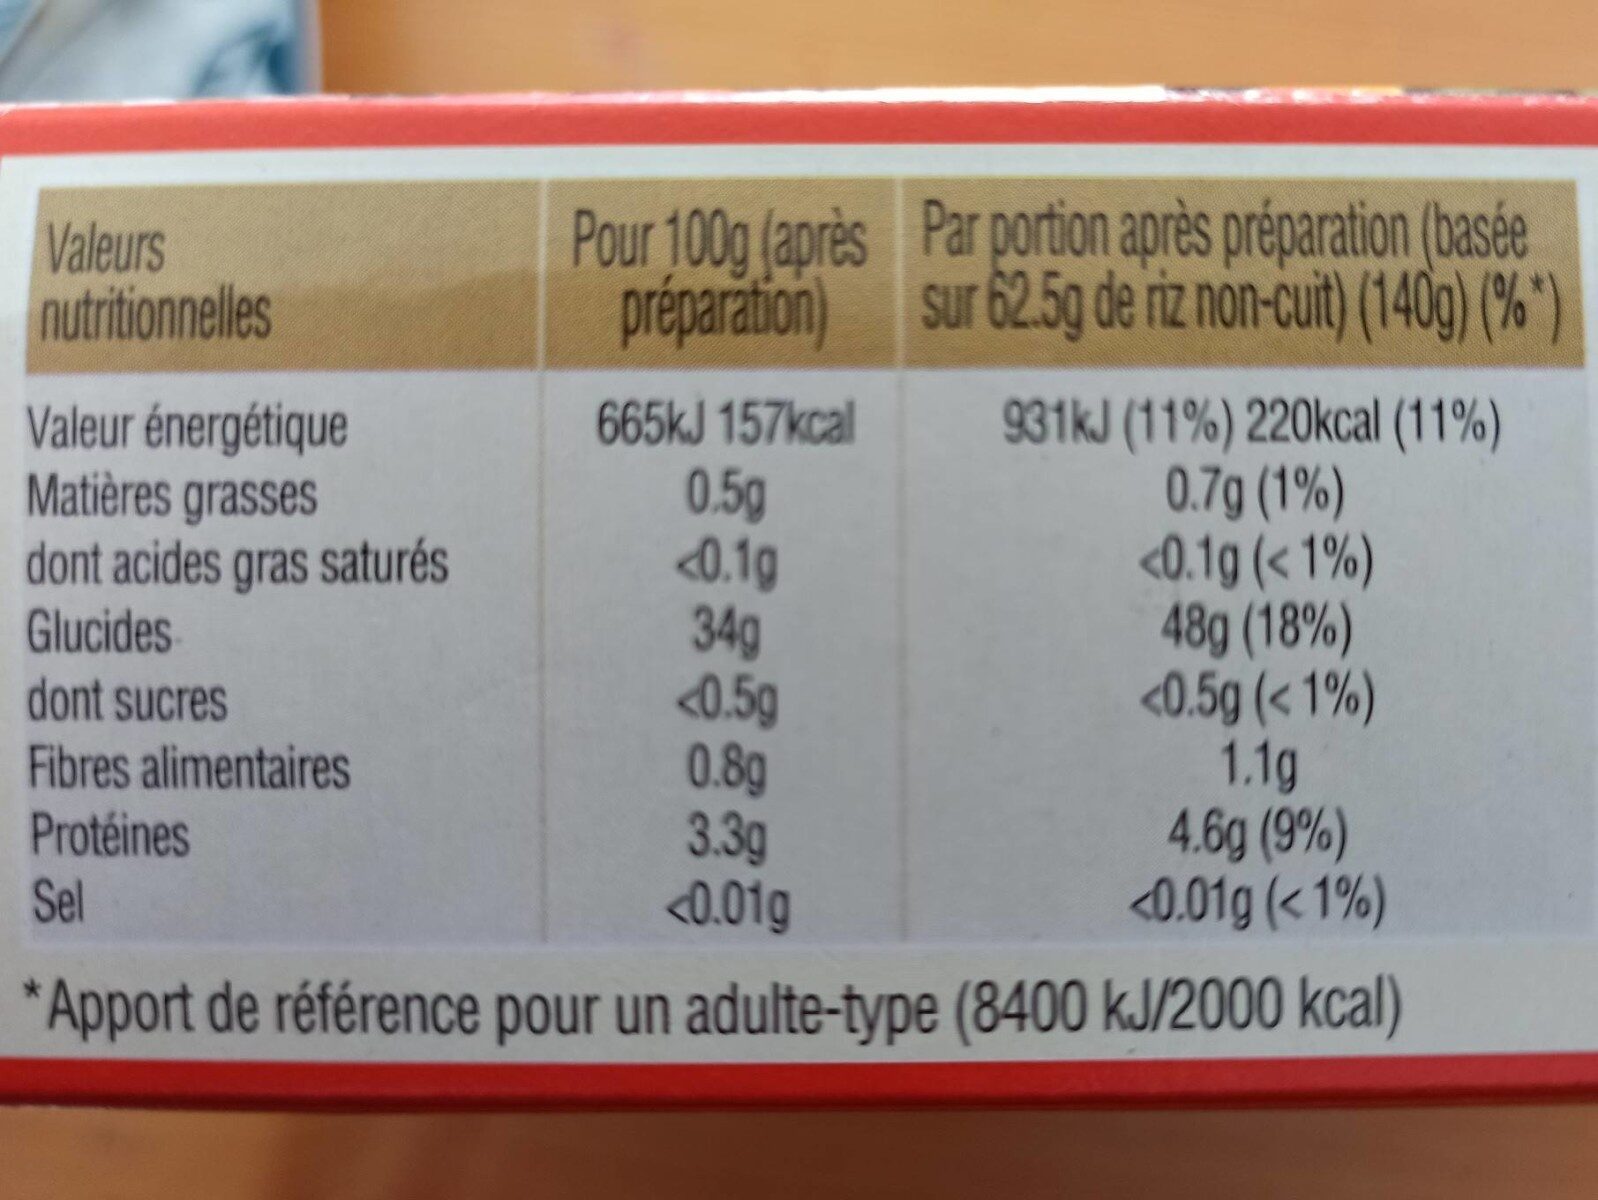 Valeurs nutritionnelles Pour 100g (après préparation) Par portion après préparation (basée sur 62.5g de riz non-cuit) (140g) (%*)
Valeur énergétique 665kJ 157kcal 931kJ (11%) 220kcal (11%)
Matières grasses 0.5g 0.7g (1%)
dont acides gras saturés <0.1g <0.1g (< 1%)
Glucides 34g 48g (18%)
dont sucres <0.5g <0.5g (< 1%)
Fibres alimentaires 0.8g 1.1g
Protéines 3.3g 4.6g (9%)
Sel <0.01g <0.01g (< 1%)
*Apport de référence pour un adulte-type (8400 kJ/2000 kcal)